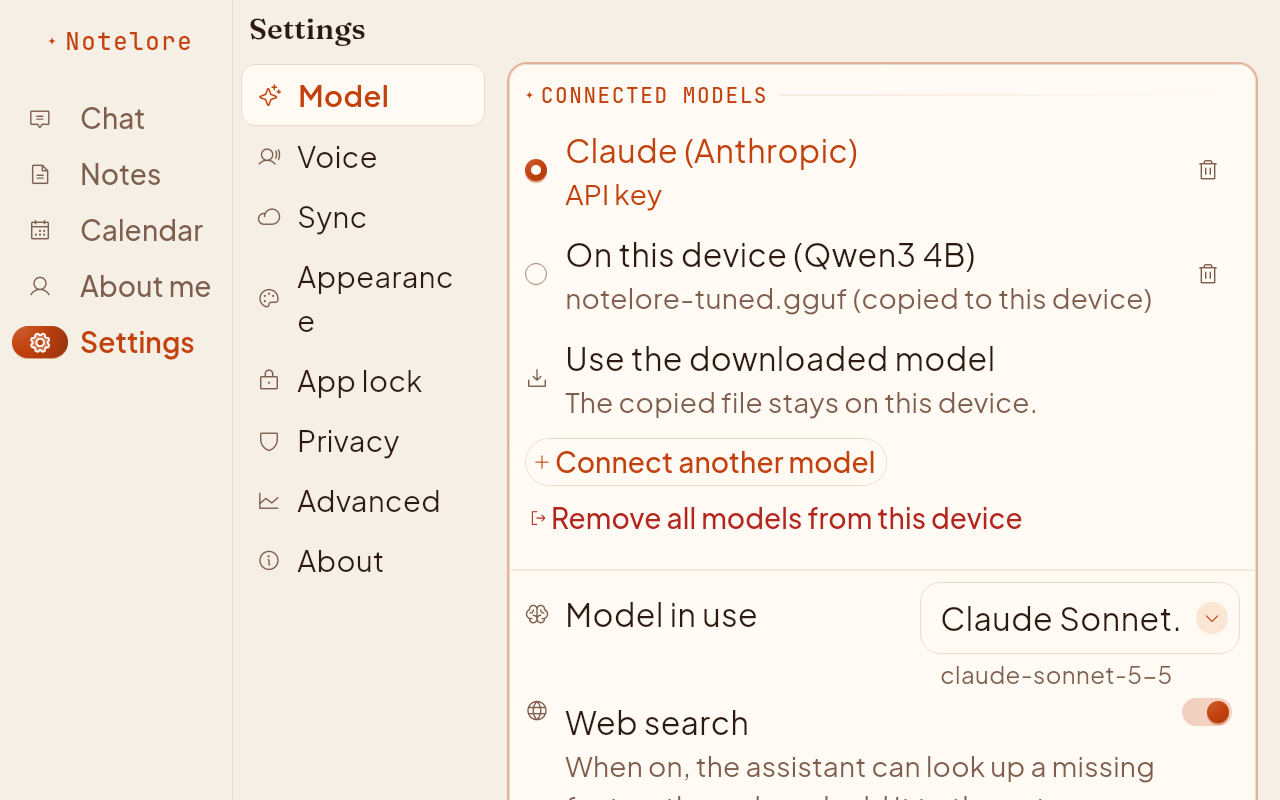 Notelore
Chat
Notes
Calendar
About me
Settings
Settings
Model
Voice
Sync
Appearanc
e
App lock
Privacy
Advanced
About
CONNECTED MODELS
Claude (Anthropic)
API key
On this device (Qwen3 4B)
notelore-tuned.gguf (copied to this device)
Use the downloaded model
The copied file stays on this device.
Connect another model
Remove all models from this device
Model in use
Claude Sonnet.
claude-sonnet-5-5
Web search
When on, the assistant can look up a missing